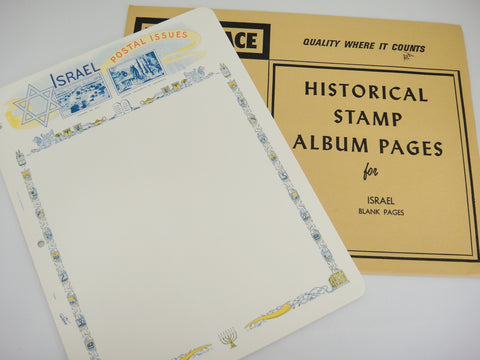 ISRAEL
POSTAL ISSUES
ACE
QUALITY WHERE IT COUNTS
HISTORICAL
STAMP
ALBUM PAGES
for
ISRAEL
BLANK PAGES